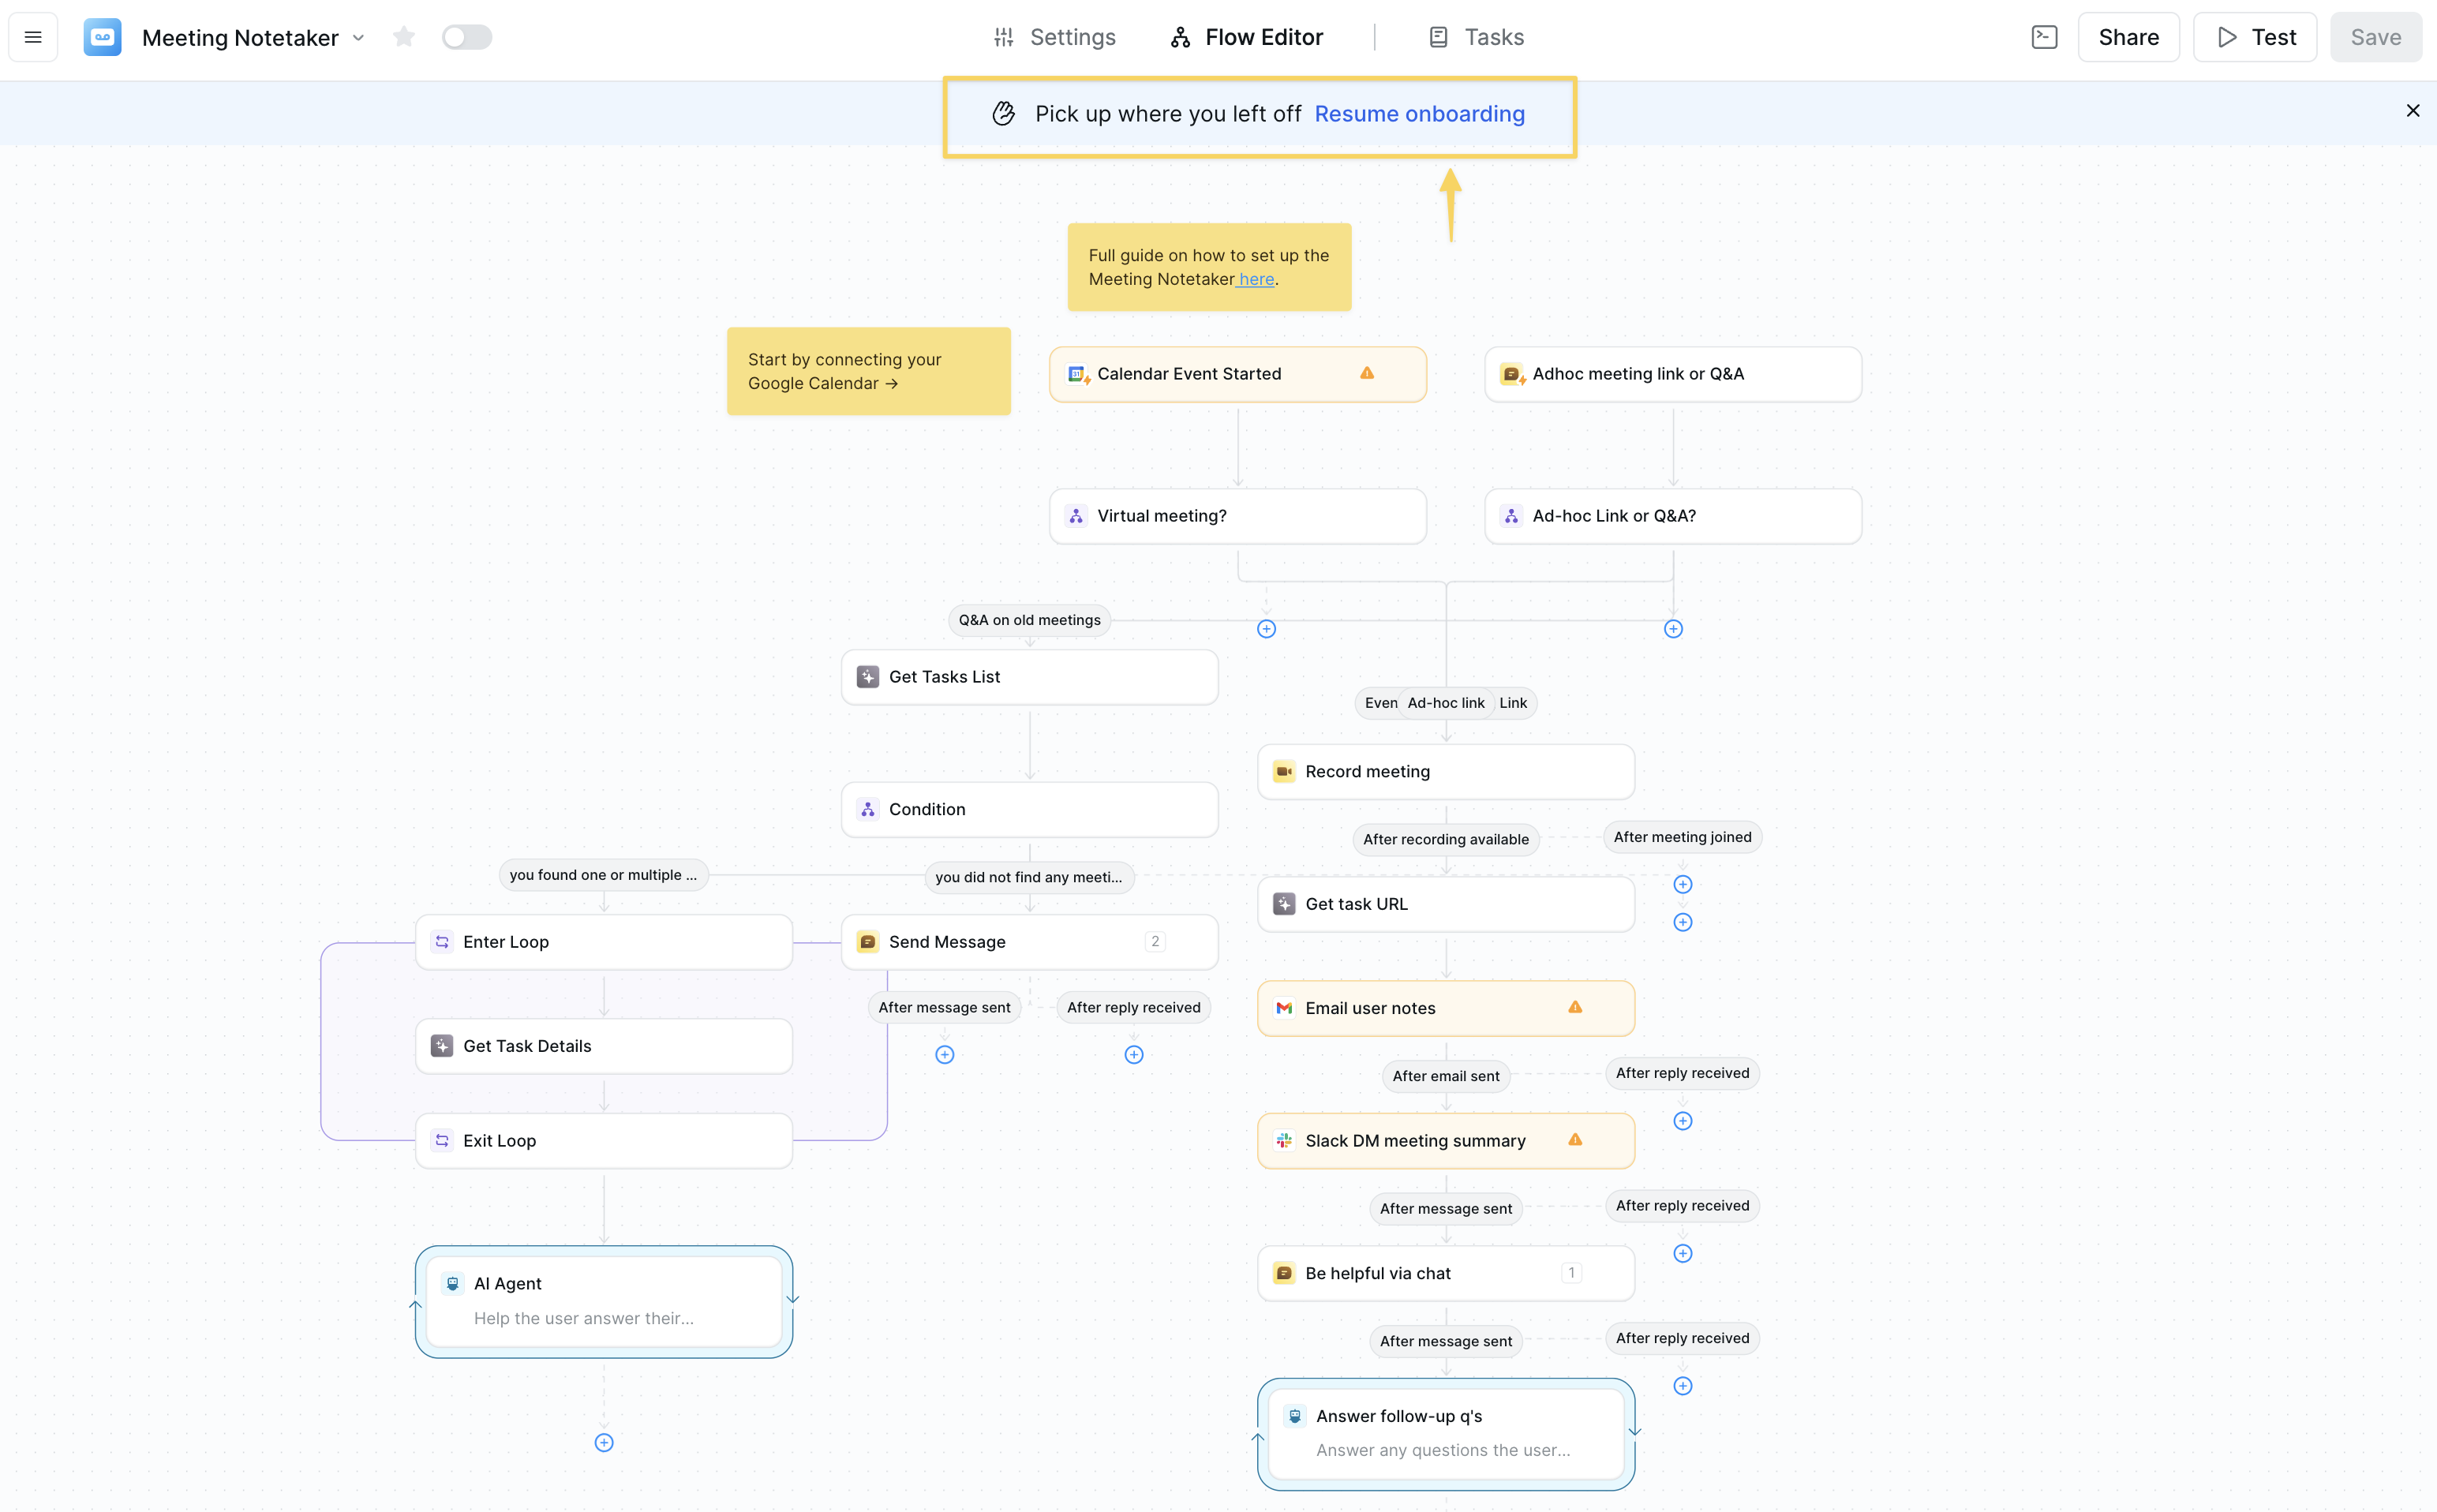 Meeting Notetaker
Settings
Flow Editor
Tasks
Share
Test
Save
Pick up where you left off Resume onboarding
Full guide on how to set up the
Meeting Notetaker here.
Start by connecting your
Google Calendar →
31
Calendar Event Started
Adhoc meeting link or Q&A
Virtual meeting?
Ad-hoc Link or Q&A?
Q&A on old meetings
Get Tasks List
Even
Ad-hoc link
Link
Record meeting
Condition
After recording available
After meeting joined
you found one or multiple ...
you did not find any meeti...
Get task URL
Enter Loop
Send Message
2
After message sent
After reply received
Email user notes
Get Task Details
After email sent
After reply received
Exit Loop
Slack DM meeting summary
After message sent
After reply received
AI Agent
Help the user answer their...
Be helpful via chat
1
After message sent
After reply received
Answer follow-up q's
Answer any questions the user...